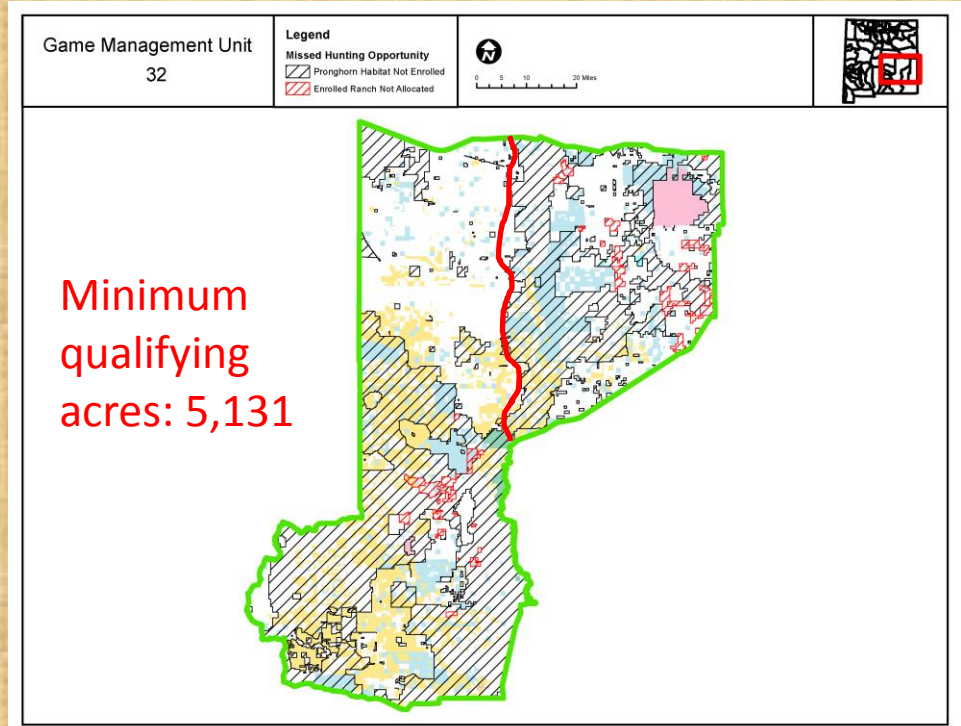 Game Management Unit
32
Legend
Missed Hunting Opportunity
Pronghorn Habitat Not Enrolled
Enrolled Ranch Not Allocated
N
0 5 10 20 Miles
Minimum
qualifying
acres: 5,131